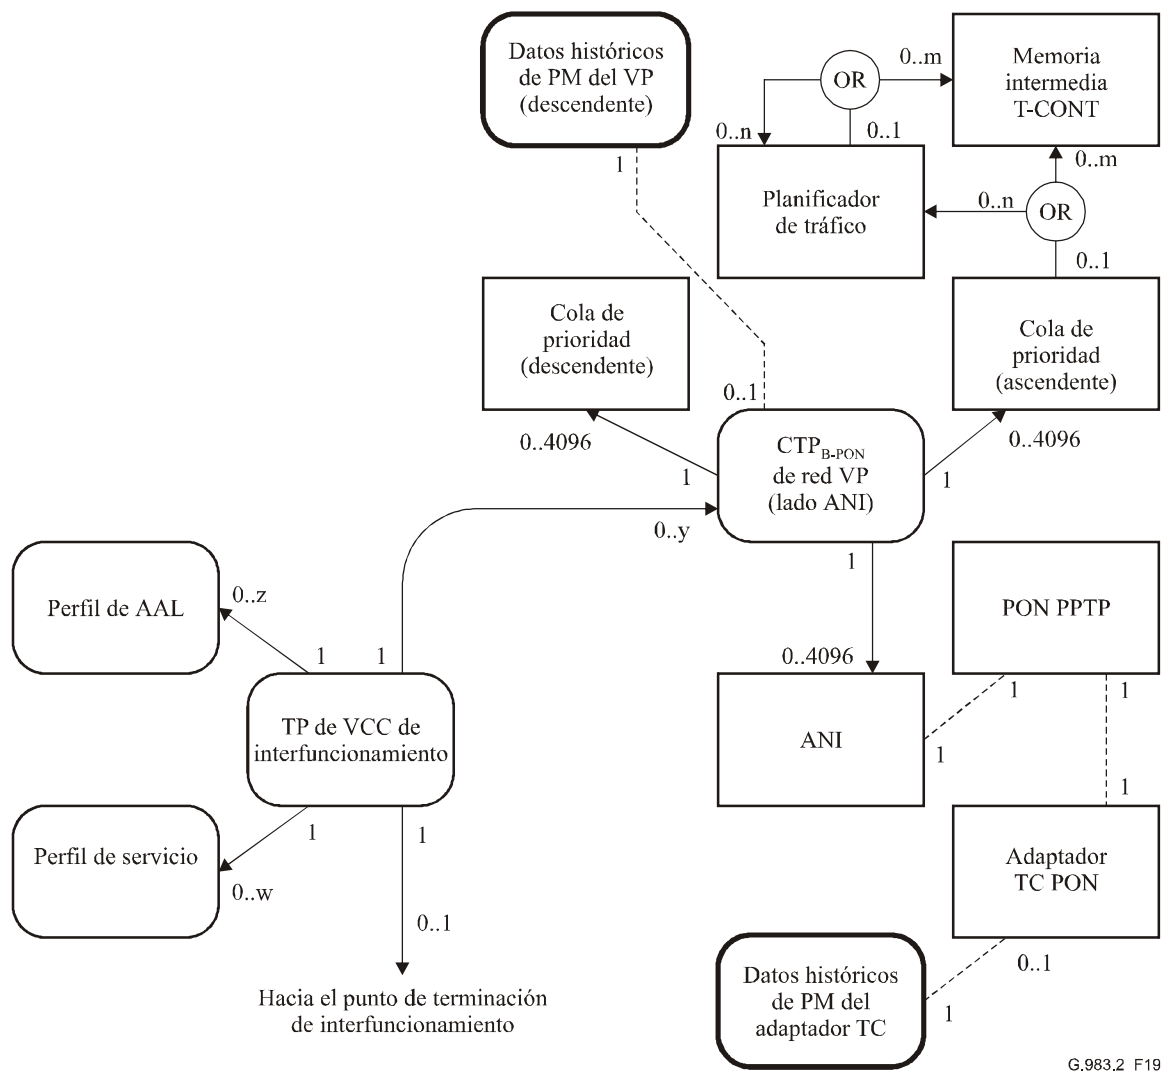 Datos históricos
de PM del VP
(descendente)
1
OR
0..m
Memoria
intermedia
T-CONT
0..n
0..1
0..m
Planificador
de tráfico
0..n
OR
0..1
Cola de
prioridad
(descendente)
Cola de
prioridad
(ascendente)
0..1
0..4096
1
CTPB-PON
de red VP
(lado ANI)
0..4096
1
0..y
1
Perfil de AAL
0..z
PON PPTP
1
1
0..4096
1
1
TP de VCC de
interfuncionamiento
ANI
1
1
1
1
Perfil de servicio
0..w
Adaptador
TC PON
0..1
0..1
Hacia el punto de terminación
de interfuncionamiento
Datos históricos
de PM del
adaptador TC
1
G.983.2_F19